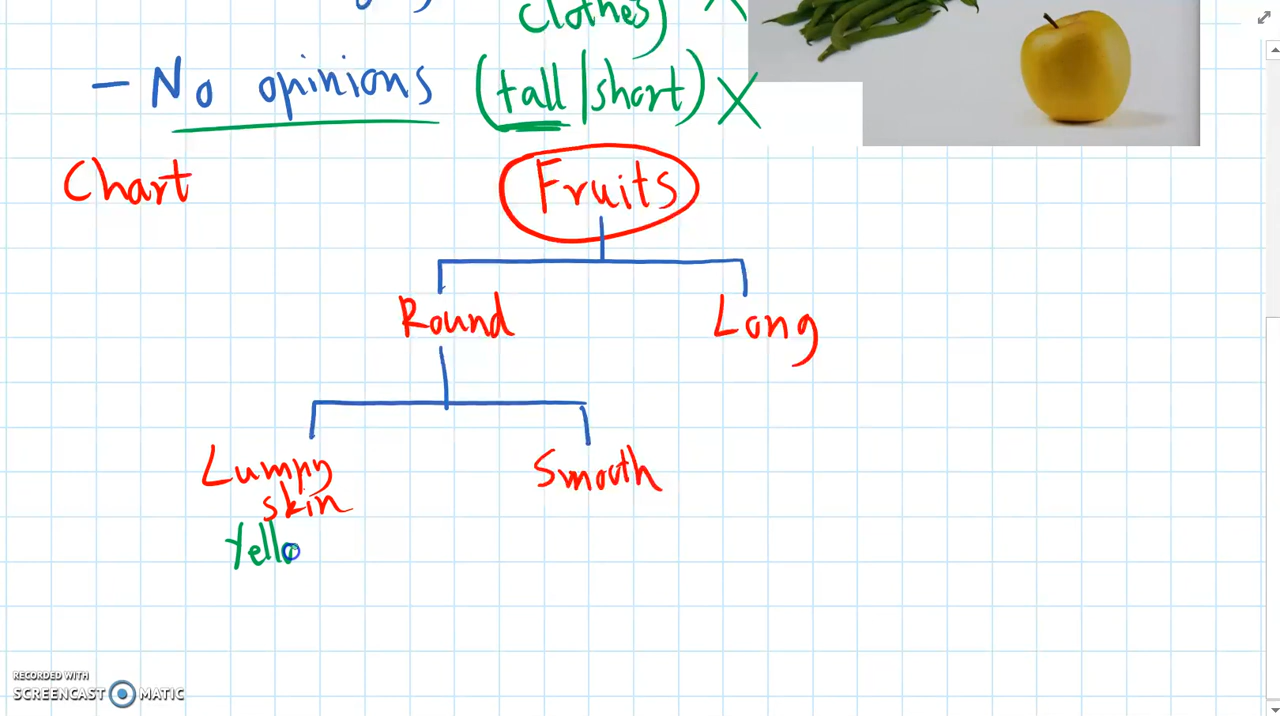 clothes) X
- No opinions (tall/short) X
Chart
Fruits
Round Long
Lumpy skin Smooth
Yello
RECORDED WITH
SCREENCAST MATIC